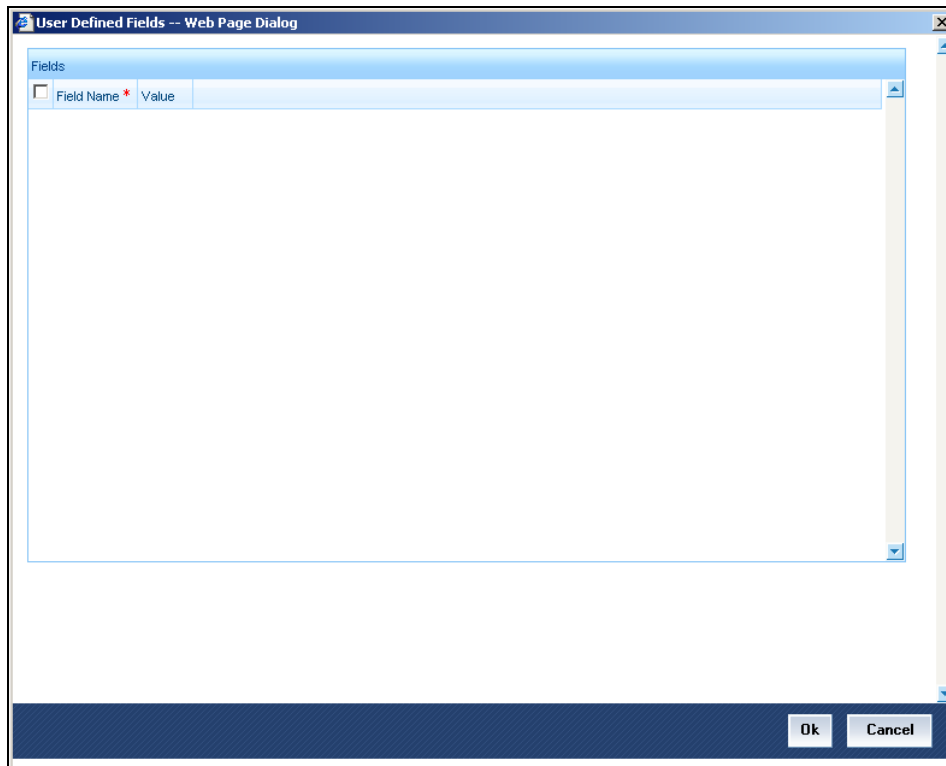 User Defined Fields -- Web Page Dialog
Fields
Field Name * Value
Ok Cancel